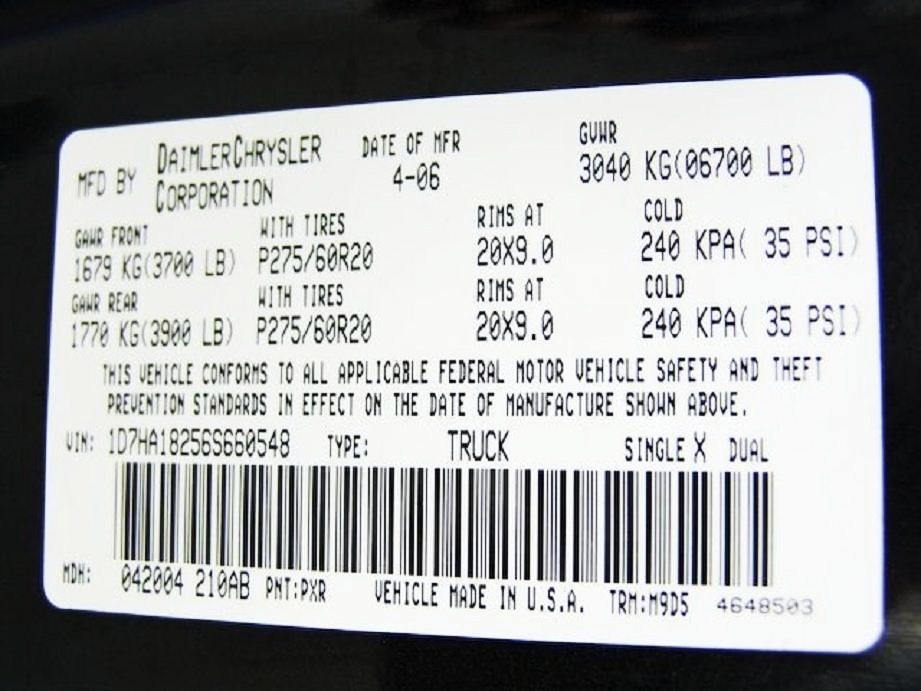 MFD BY DAIMLERCHRYSLER CORPORATION DATE OF MFR 4-06 GVWR 3040 KG(06700 LB)
GAWR FRONT WITH TIRES RIMS AT COLD
1679 KG(3700 LB) P275/60R20 20X9.0 240 KPA( 35 PSI)
GAWR REAR WITH TIRES RIMS AT COLD
1770 KG(3900 LB) P275/60R20 20X9.0 240 KPA( 35 PSI)
THIS VEHICLE CONFORMS TO ALL APPLICABLE FEDERAL MOTOR VEHICLE SAFETY AND THEFT
PREVENTION STANDARDS IN EFFECT ON THE DATE OF MANUFACTURE SHOWN ABOVE.
VIN: 1D7HA18256S660548 TYPE: TRUCK SINGLE X DUAL
MDH: 042004 210AB PNT:PXR VEHICLE MADE IN U.S.A. TRM:M9D5 4648503